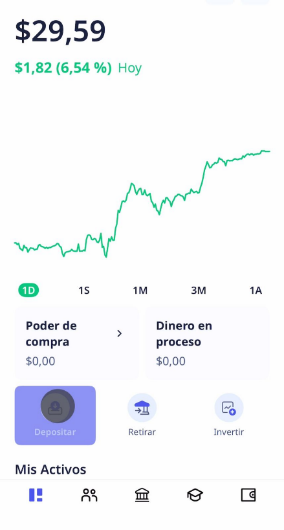 $29,59
$1,82 (6,54 %) Hoy
1D 1S 1M 3M 1A
Poder de
compra
$0,00
Dinero en
proceso
$0,00
Depositar Retirar Invertir
Mis Activos